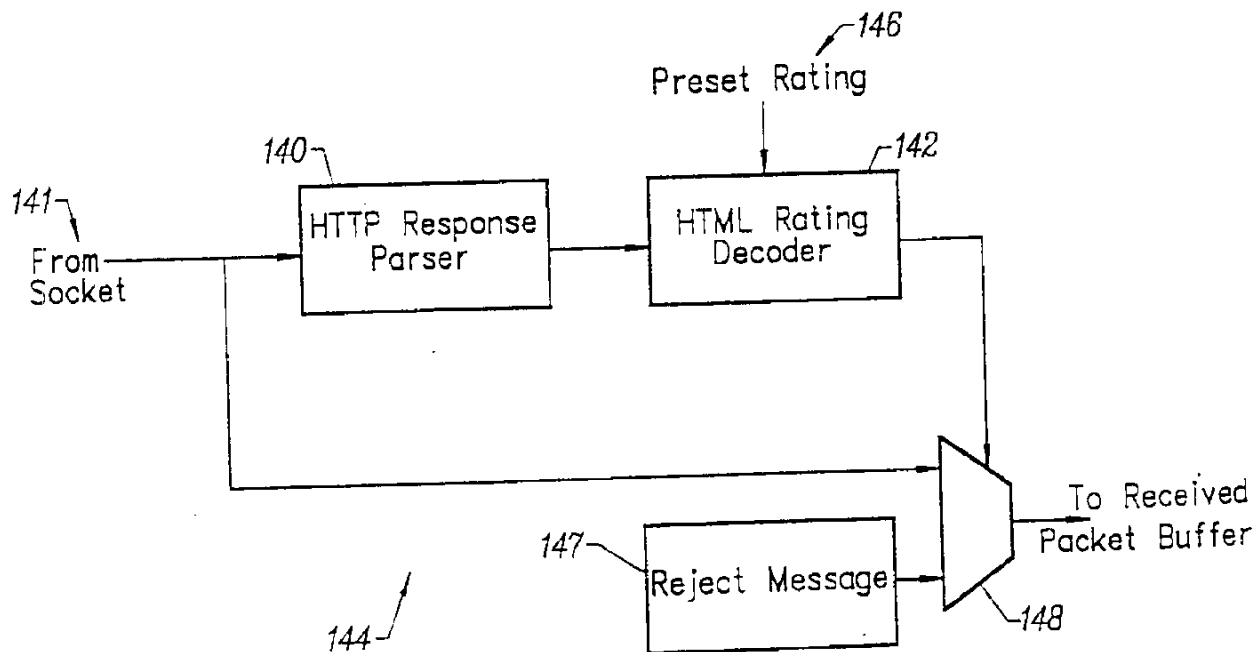 146
Preset Rating
140
142
141
HTTP Response
Parser
HTML Rating
Decoder
From
Socket
To Received
Packet Buffer
147
Reject Message
148
144